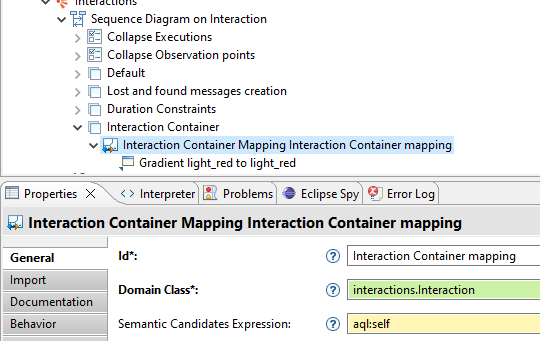 Interactions
Sequence Diagram on Interaction
Collapse Executions
Collapse Observation points
Default
Lost and found messages creation
Duration Constraints
Interaction Container
Interaction Container Mapping Interaction Container mapping
Gradient light_red to light_red
Properties Interpreter Problems Eclipse Spy Error Log
Interaction Container Mapping Interaction Container mapping
General
Id*: Interaction Container mapping
Import
Domain Class*: interactions.Interaction
Documentation
Behavior
Semantic Candidates Expression: aql:self